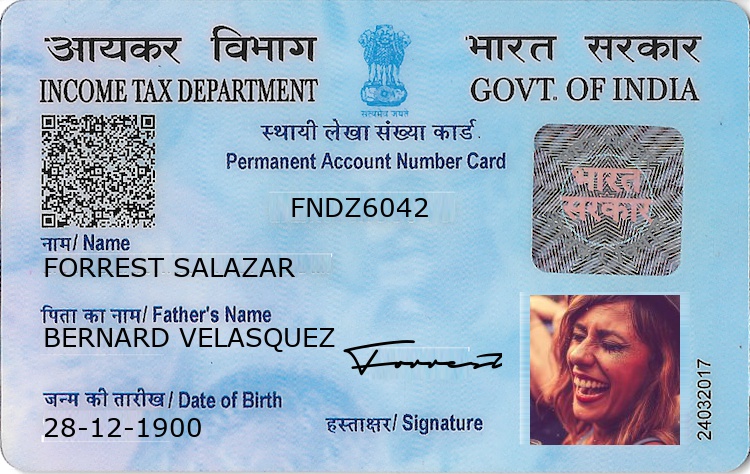 आयकर विभाग भारत सरकार
INCOME TAX DEPARTMENT GOVT. OF INDIA
सत्यमेव जयते
स्थायी लेखा संख्या कार्ड
Permanent Account Number Card
भारत
सरकार
FNDZ6042
नाम/ Name
FORREST SALAZAR
पिता का नाम/ Father's Name
BERNARD VELASQUEZ
Forrest
जन्म की तारीख/ Date of Birth
28-12-1900
हस्ताक्षर/ Signature
24032017